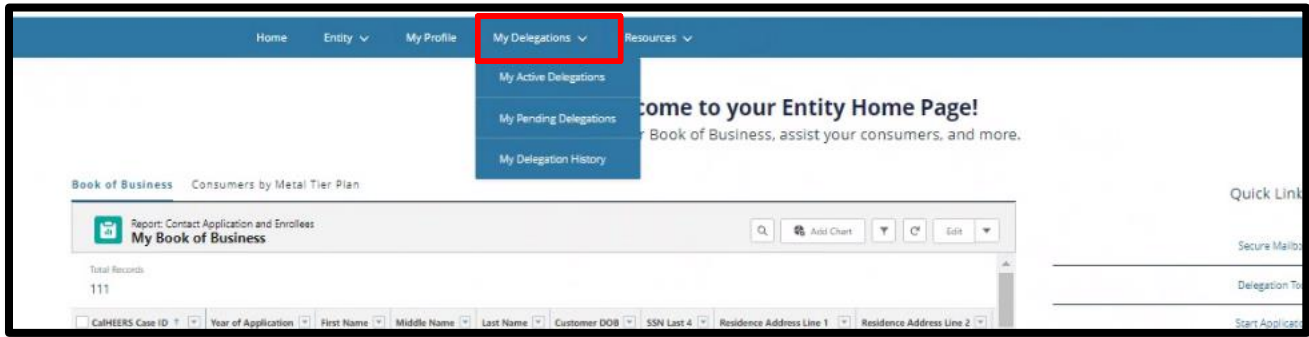 Home Entity My Profile My Delegations Resources
My Active Delegations
My Pending Delegations
My Delegation History
come to your Entity Home Page!
r Book of Business, assist your consumers, and more.
Book of Business Consumers by Metal Tier Plan
Report: Contact Application and Enrollees
My Book of Business
Add Chart Edit
Total Records
111
CalHEERS Case ID ↑ Year of Application First Name Middle Name Last Name Customer DOB SSN Last 4 Residence Address Line 1 Residence Address Line 2
Quick Link
Secure Mailbo
Delegation To
Start Applicatio